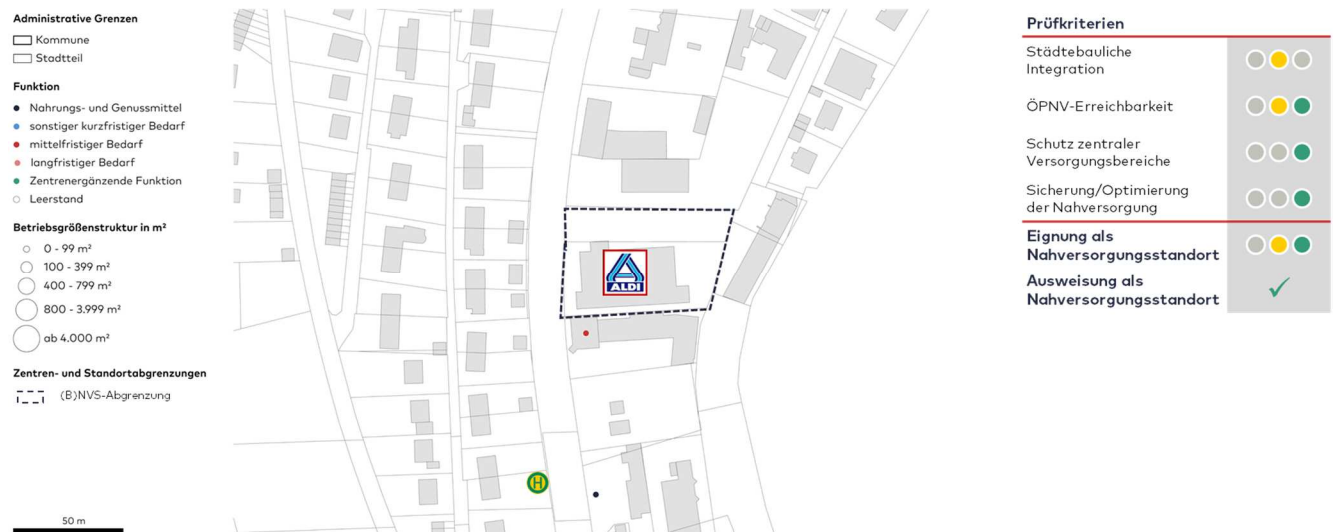 Administrative Grenzen
Kommune
Stadtteil
Funktion
Nahrungs- und Genussmittel
sonstiger kurzfristiger Bedarf
mittelfristiger Bedarf
langfristiger Bedarf
Zentrenergänzende Funktion
Leerstand
Betriebsgrößenstruktur in m²
0 - 99 m²
100 - 399 m²
400 - 799 m²
800 - 3.999 m²
ab 4.000 m²
Zentren- und Standortabgrenzungen
(B)NVS-Abgrenzung
50 m
ALDI
H
Prüfkriterien
Städtebauliche
Integration
ÖPNV-Erreichbarkeit
Schutz zentraler
Versorgungsbereiche
Sicherung/Optimierung
der Nahversorgung
Eignung als
Nahversorgungsstandort
Ausweisung als
Nahversorgungsstandort